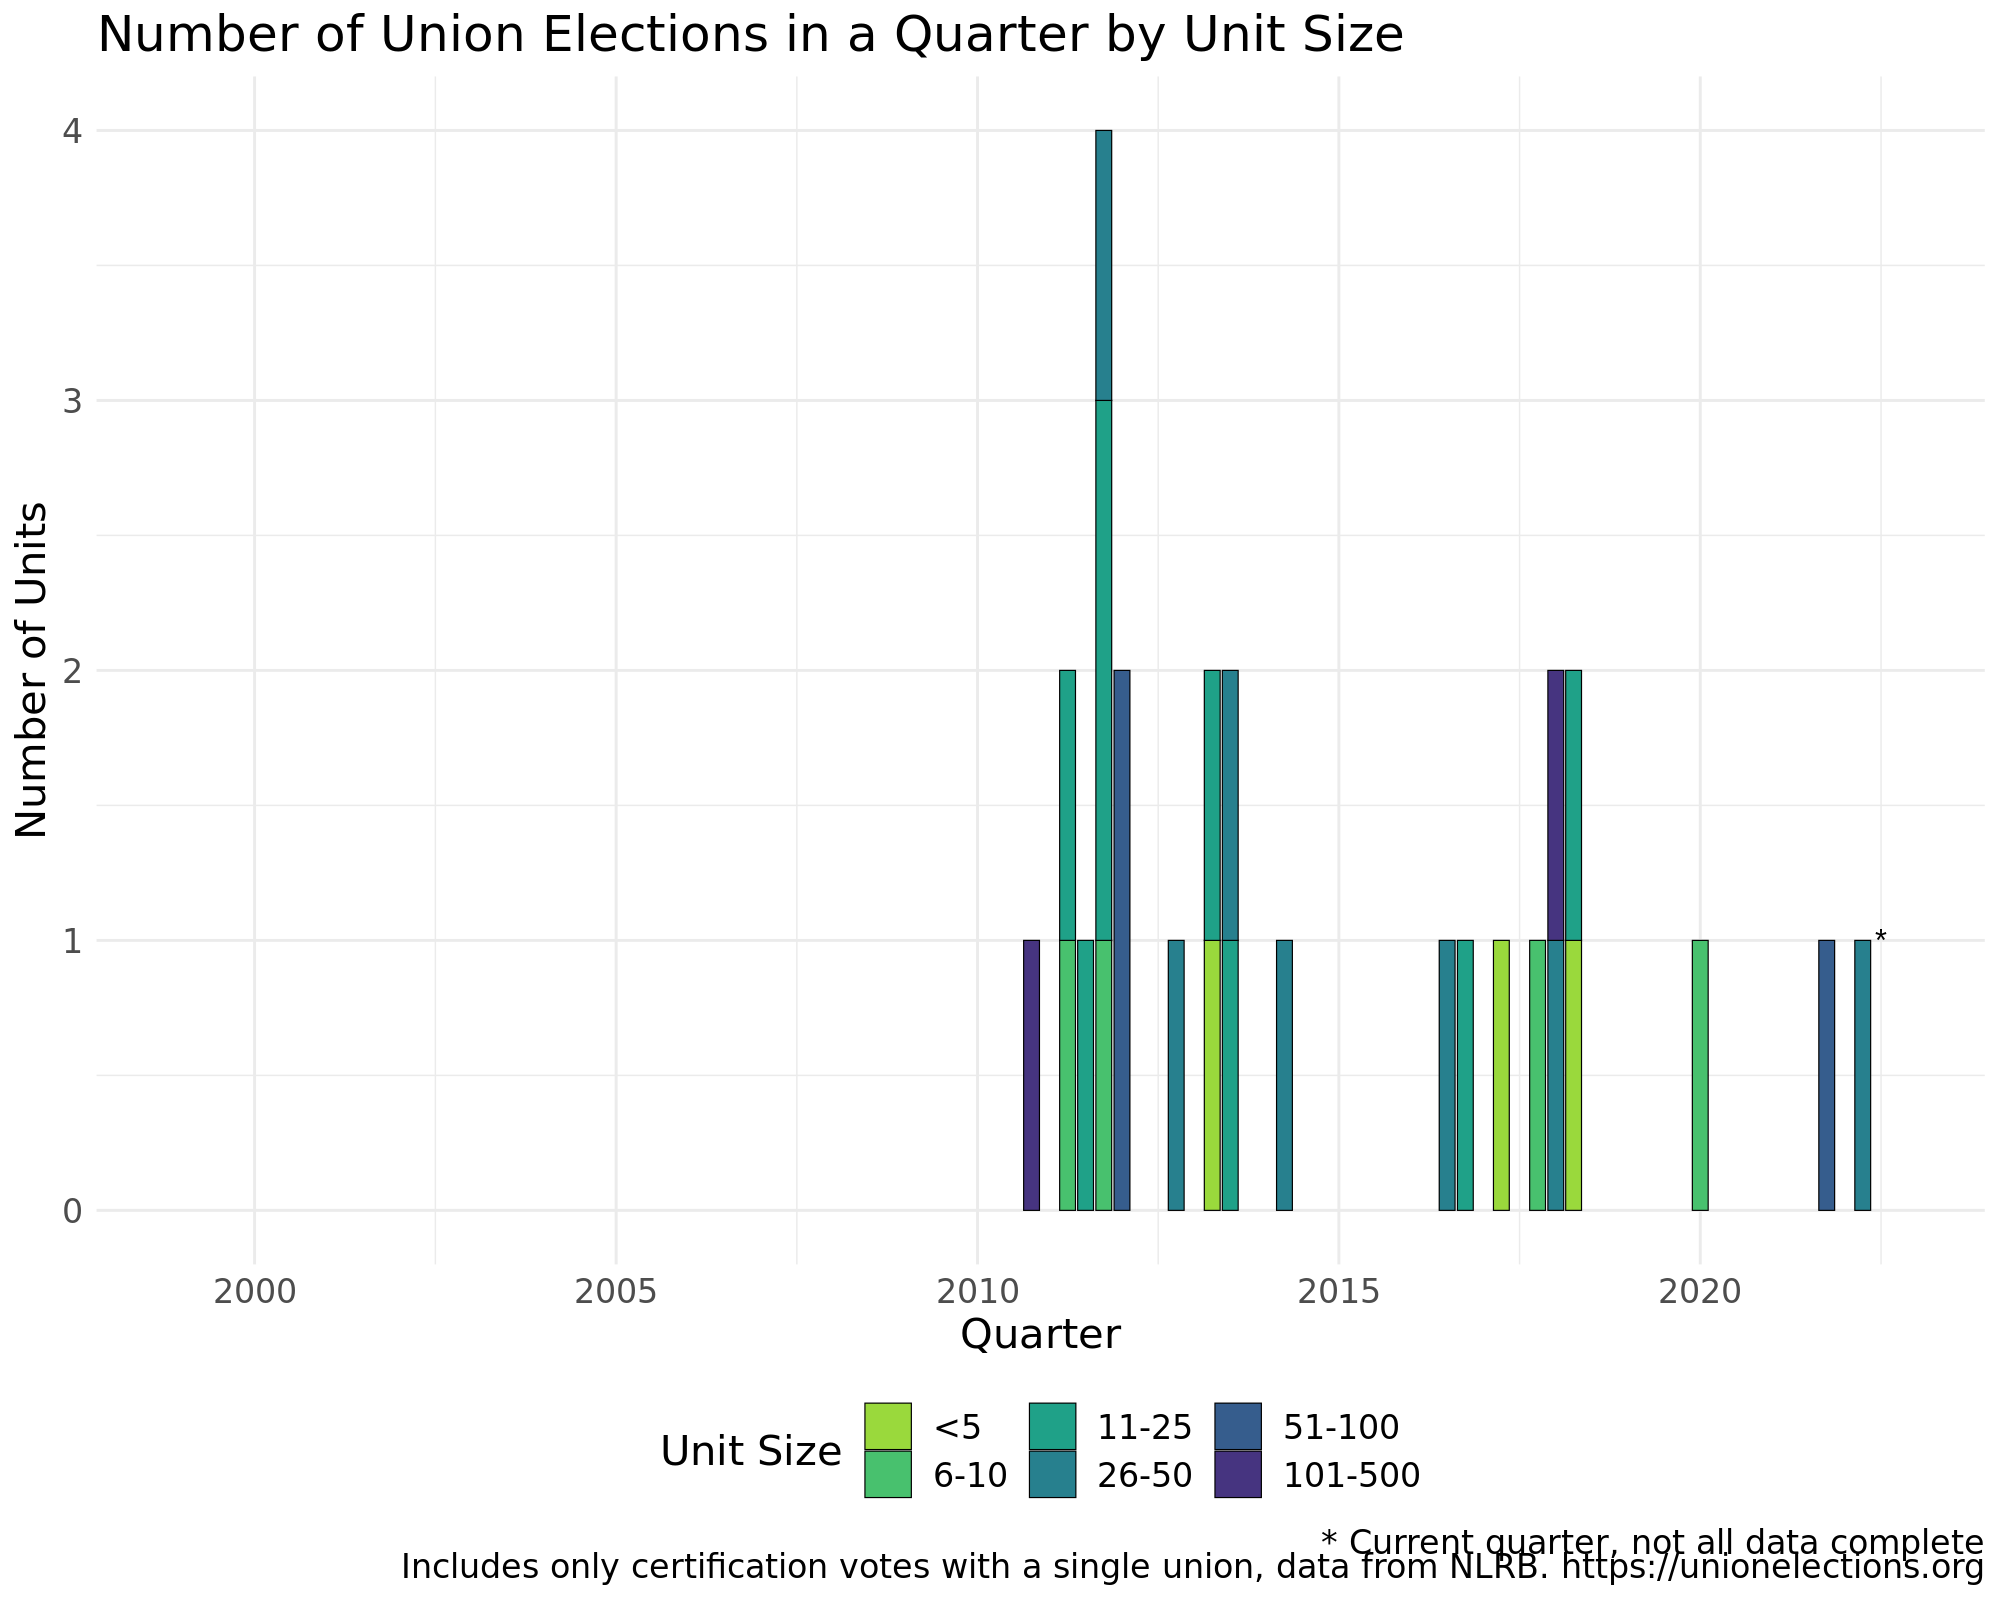 Number of Union Elections in a Quarter by Unit Size
Number of Units
4
3
2
1
0
*
2000 2005 2010 2015 2020
Quarter
Unit Size
<5 11-25 51-100
6-10 26-50 101-500
* Current quarter, not all data complete
Includes only certification votes with a single union, data from NLRB. https://unionelections.org